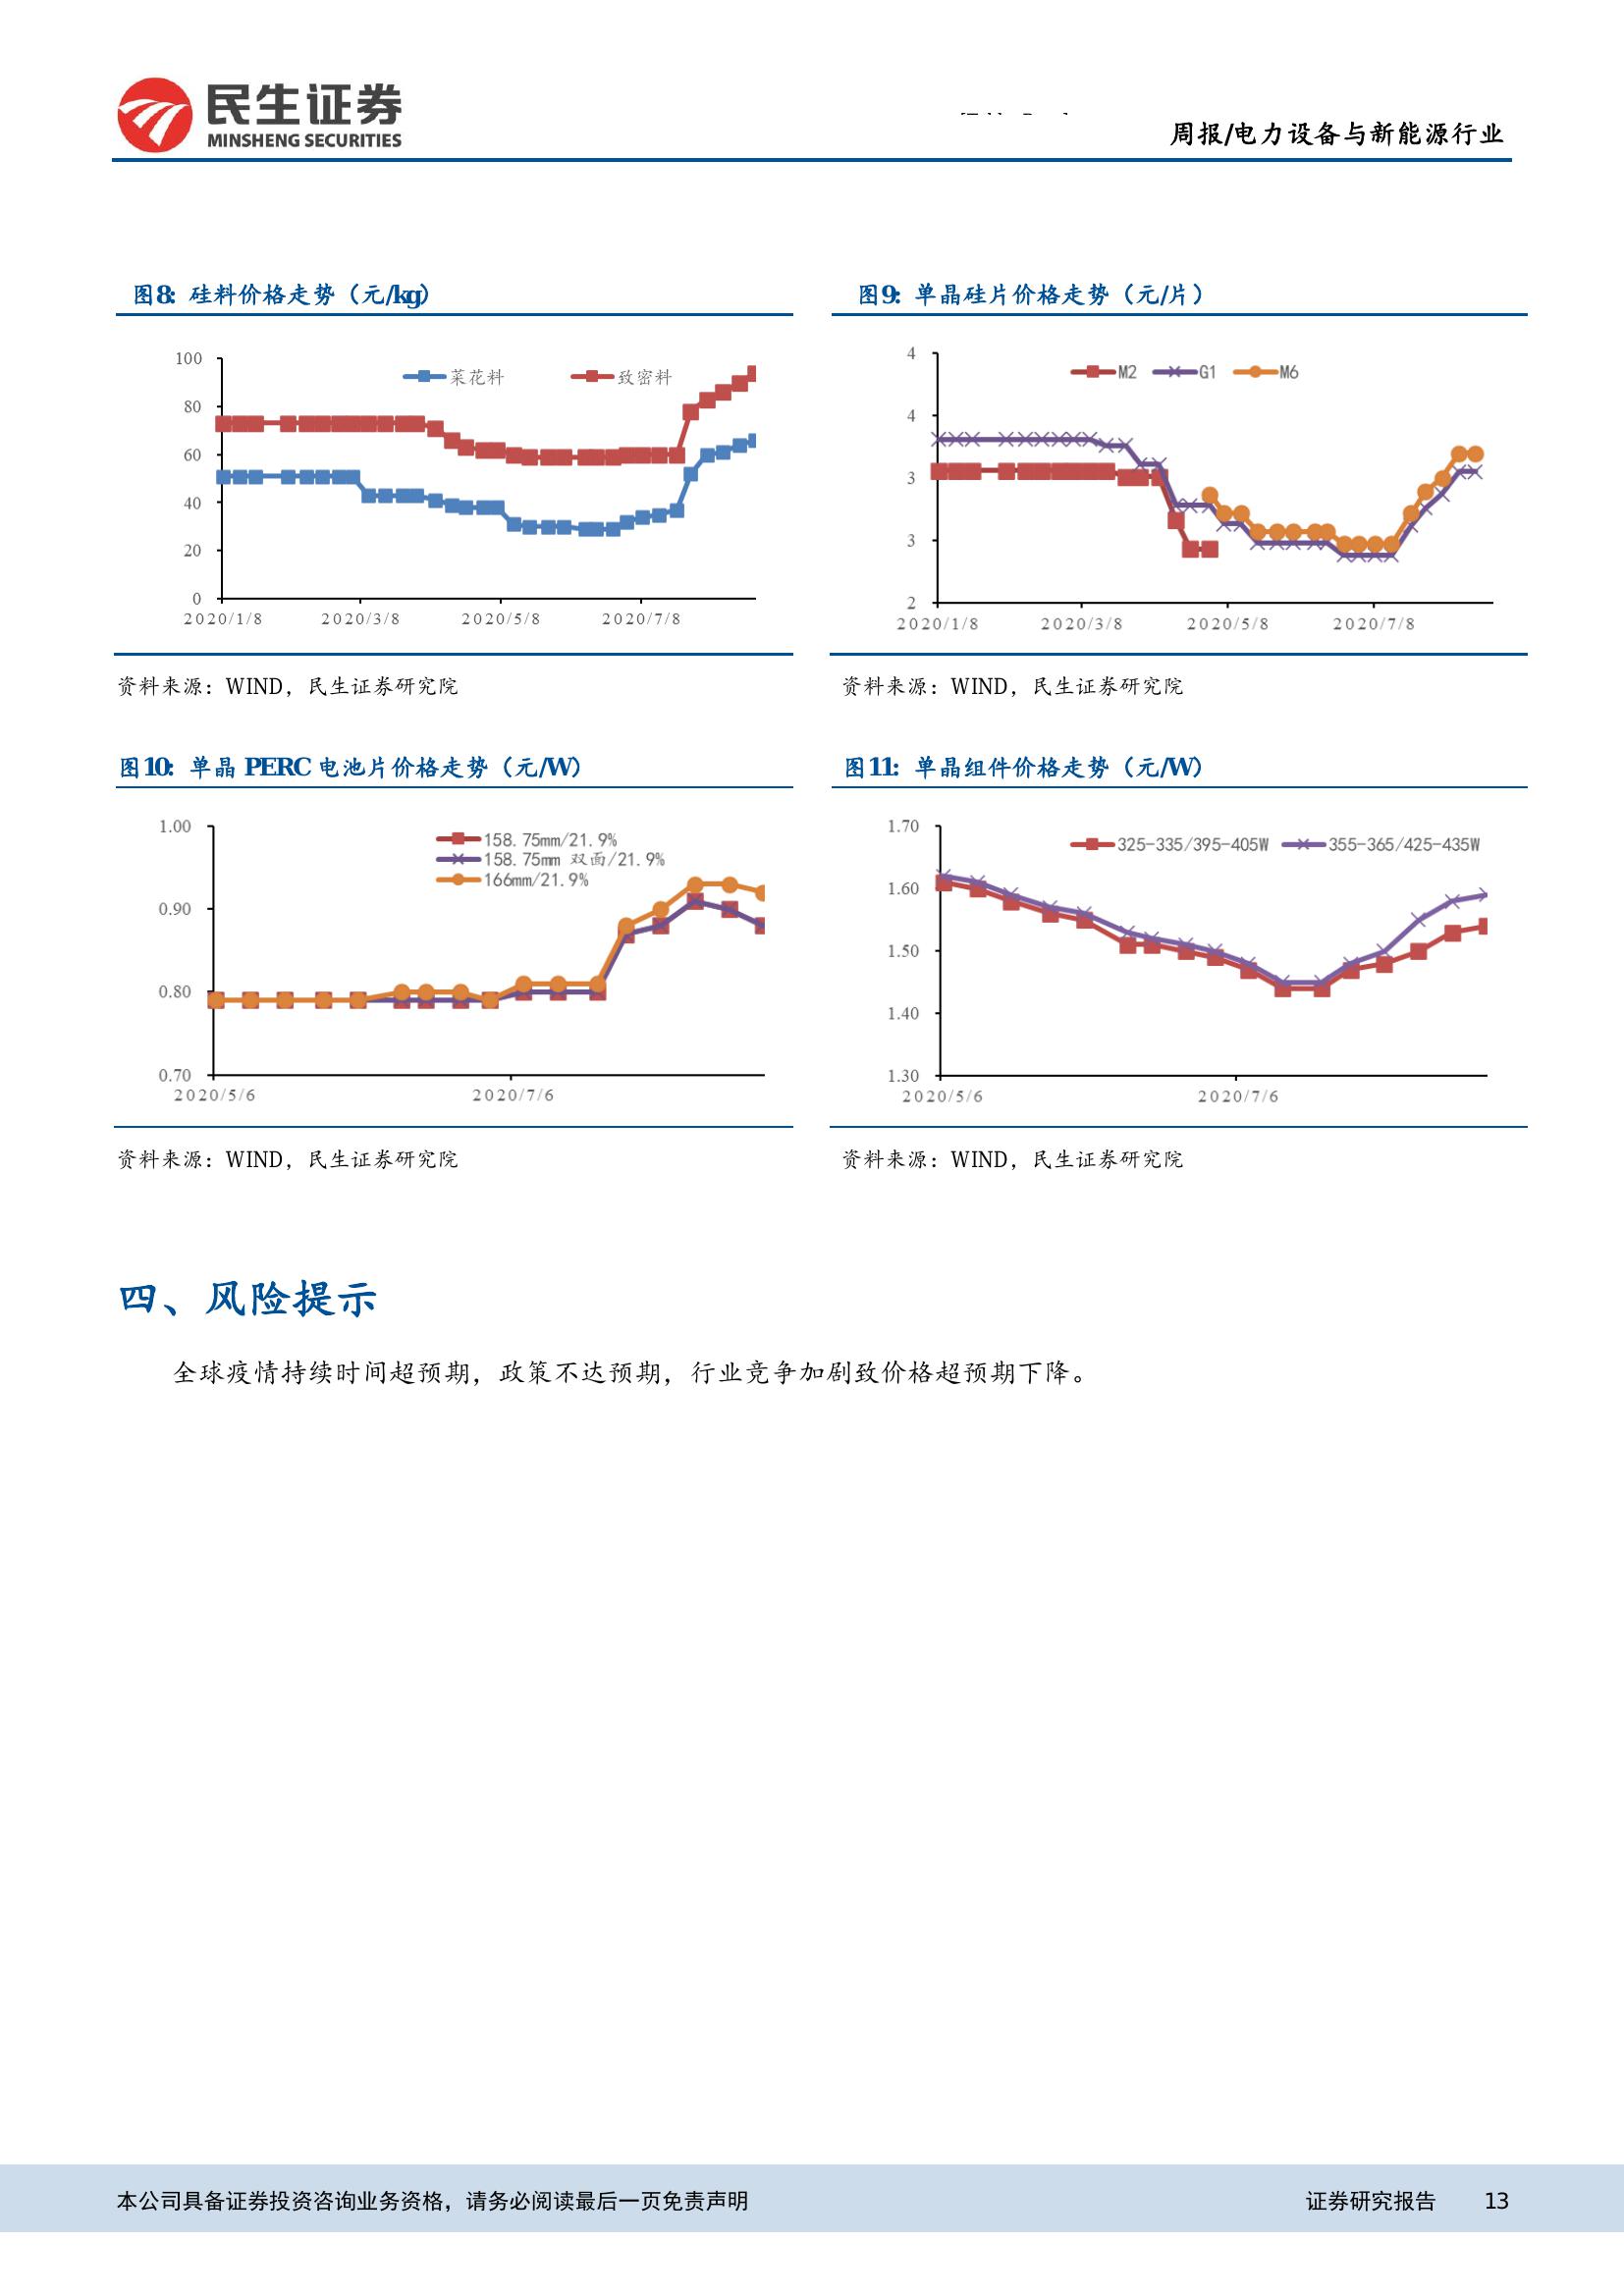 民生证券
MINSHENG SECURITIES
周报/电力设备与新能源行业
图8: 硅料价格走势（元/kg）
100
80
60
40
20
0
菜花料 致密料
2020/1/8 2020/3/8 2020/5/8 2020/7/8
资料来源：WIND，民生证券研究院
图9: 单晶硅片价格走势（元/片）
4
4
3
3
2
M2 G1 M6
2020/1/8 2020/3/8 2020/5/8 2020/7/8
资料来源：WIND，民生证券研究院
图10: 单晶 PERC 电池片价格走势（元/W）
1.00
0.90
0.80
0.70
158.75mm/21.9%
158.75mm 双面/21.9%
166mm/21.9%
2020/5/6 2020/7/6
资料来源：WIND，民生证券研究院
图11: 单晶组件价格走势（元/W）
1.70
1.60
1.50
1.40
1.30
325-335/395-405W 355-365/425-435W
2020/5/6 2020/7/6
资料来源：WIND，民生证券研究院
四、风险提示
全球疫情持续时间超预期，政策不达预期，行业竞争加剧致价格超预期下降。
本公司具备证券投资咨询业务资格，请务必阅读最后一页免责声明 证券研究报告 13